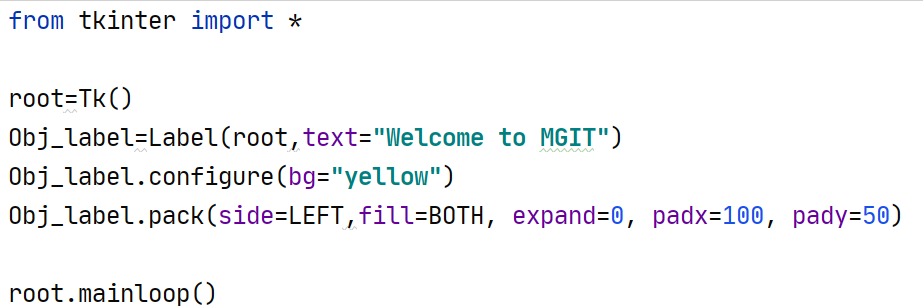 from tkinter import *
root=Tk()
Obj_label=Label(root,text="Welcome to MGIT")
Obj_label.configure(bg="yellow")
Obj_label.pack(side=LEFT,fill=BOTH, expand=0, padx=100, pady=50)
root.mainloop()